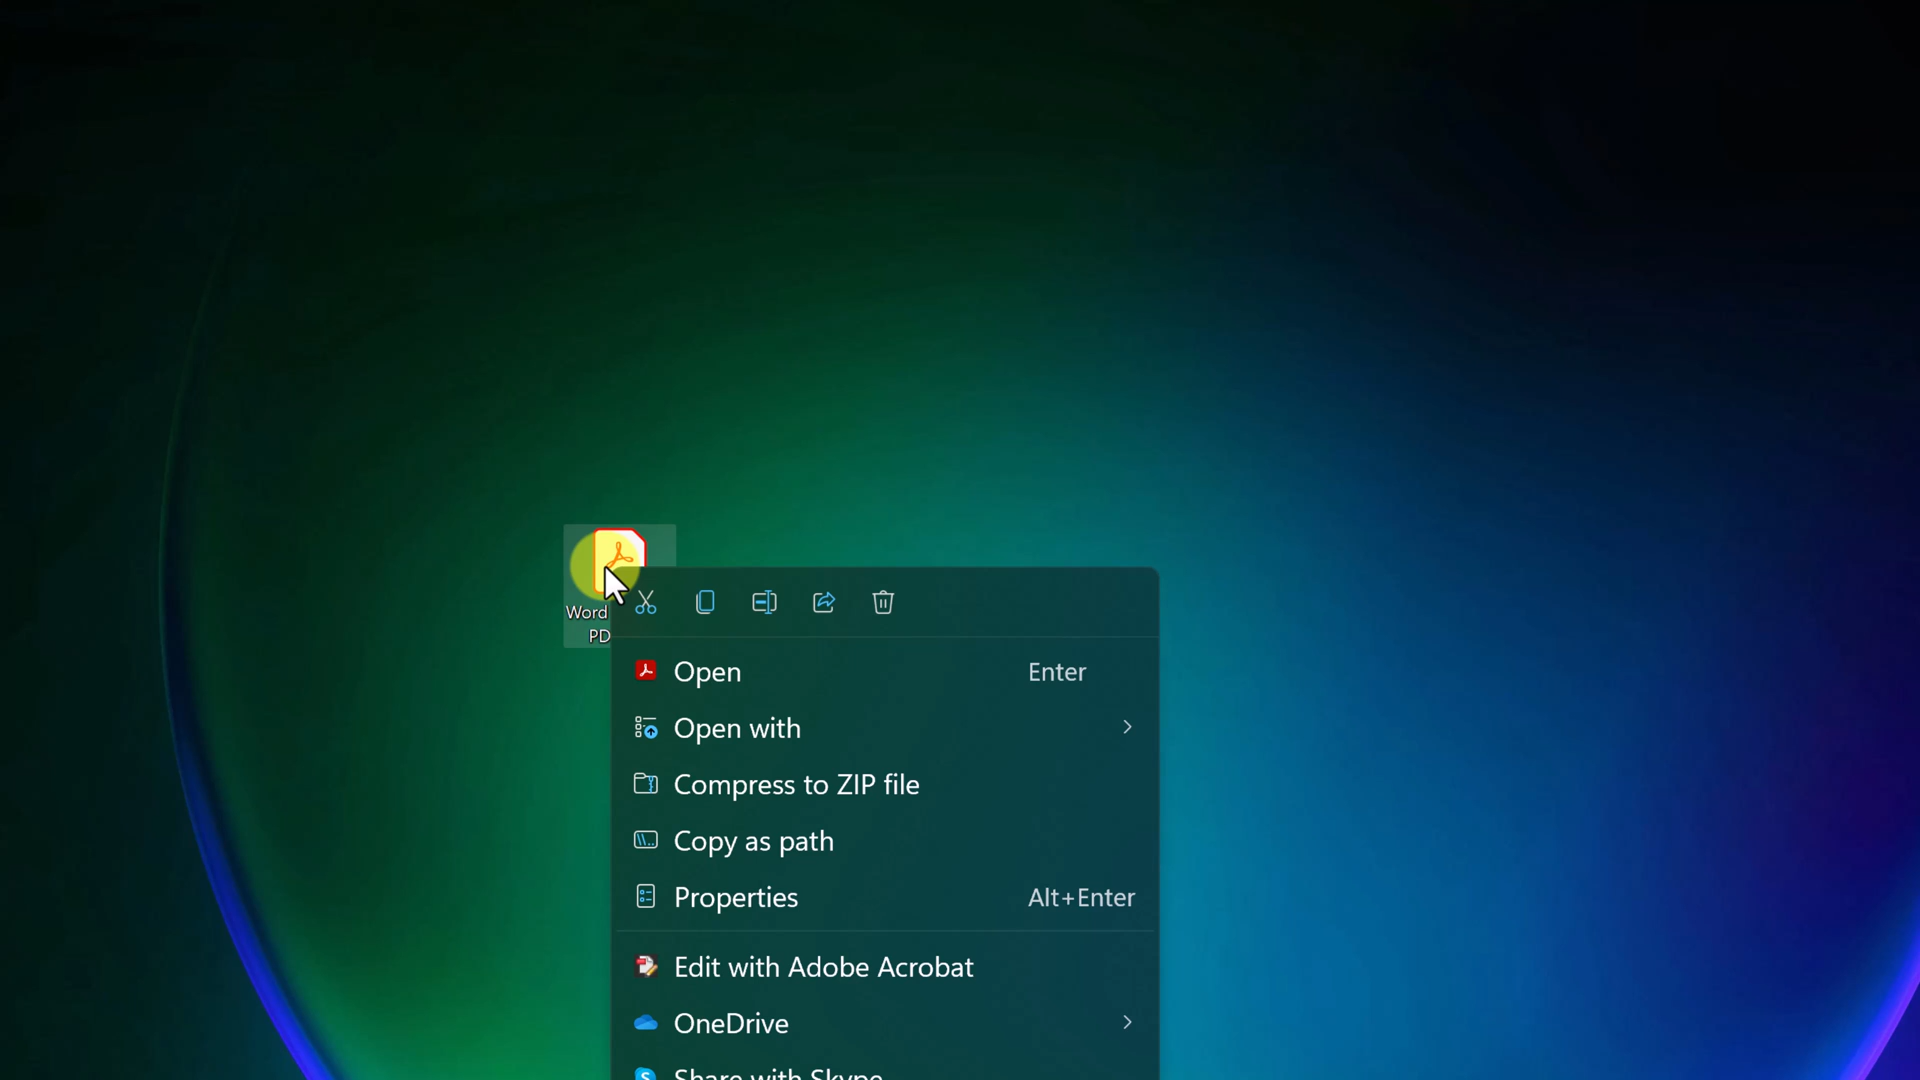 Word
PD
Open Enter
Open with
Compress to ZIP file
Copy as path
Properties Alt+Enter
Edit with Adobe Acrobat
OneDrive
Share with Skype